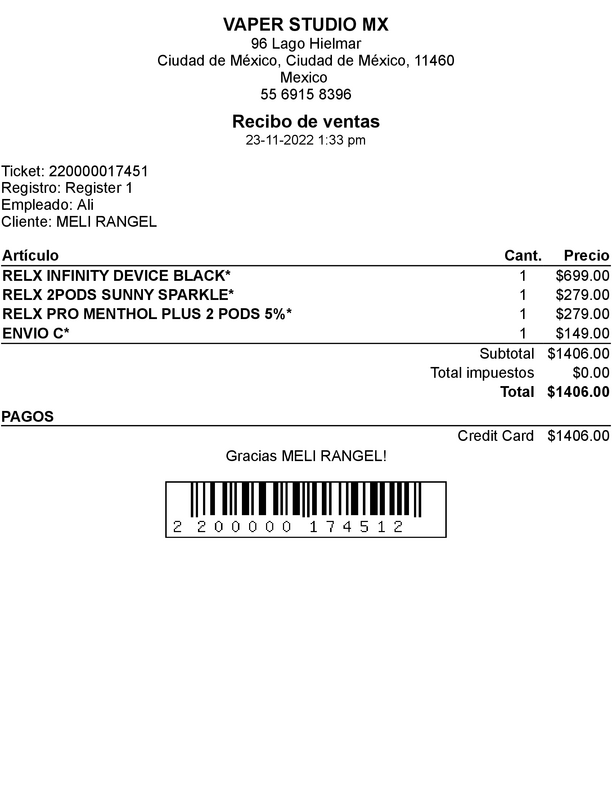 VAPER STUDIO MX
96 Lago Hielmar
Ciudad de México, Ciudad de México, 11460
Mexico
55 6915 8396
Recibo de ventas
23-11-2022 1:33 pm
Ticket: 220000017451
Registro: Register 1
Empleado: Ali
Cliente: MELI RANGEL
Artículo Cant. Precio
RELX INFINITY DEVICE BLACK* 1 $699.00
RELX 2PODS SUNNY SPARKLE* 1 $279.00
RELX PRO MENTHOL PLUS 2 PODS 5%* 1 $279.00
ENVIO C* 1 $149.00
Subtotal $1406.00
Total impuestos $0.00
Total $1406.00
PAGOS
Credit Card $1406.00
Gracias MELI RANGEL!
2 200000 174512